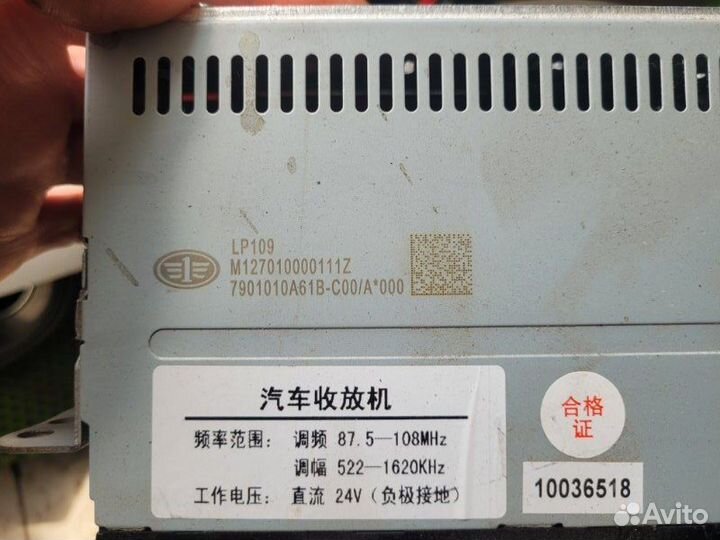 LP109
M127010000111Z
7901010A61B-C00/A*000
汽车收放机
频率范围: 调频 87.5—108MHz
调幅 522—1620KHz
工作电压: 直流 24V (负极接地)
合格
证
10036518
Avito